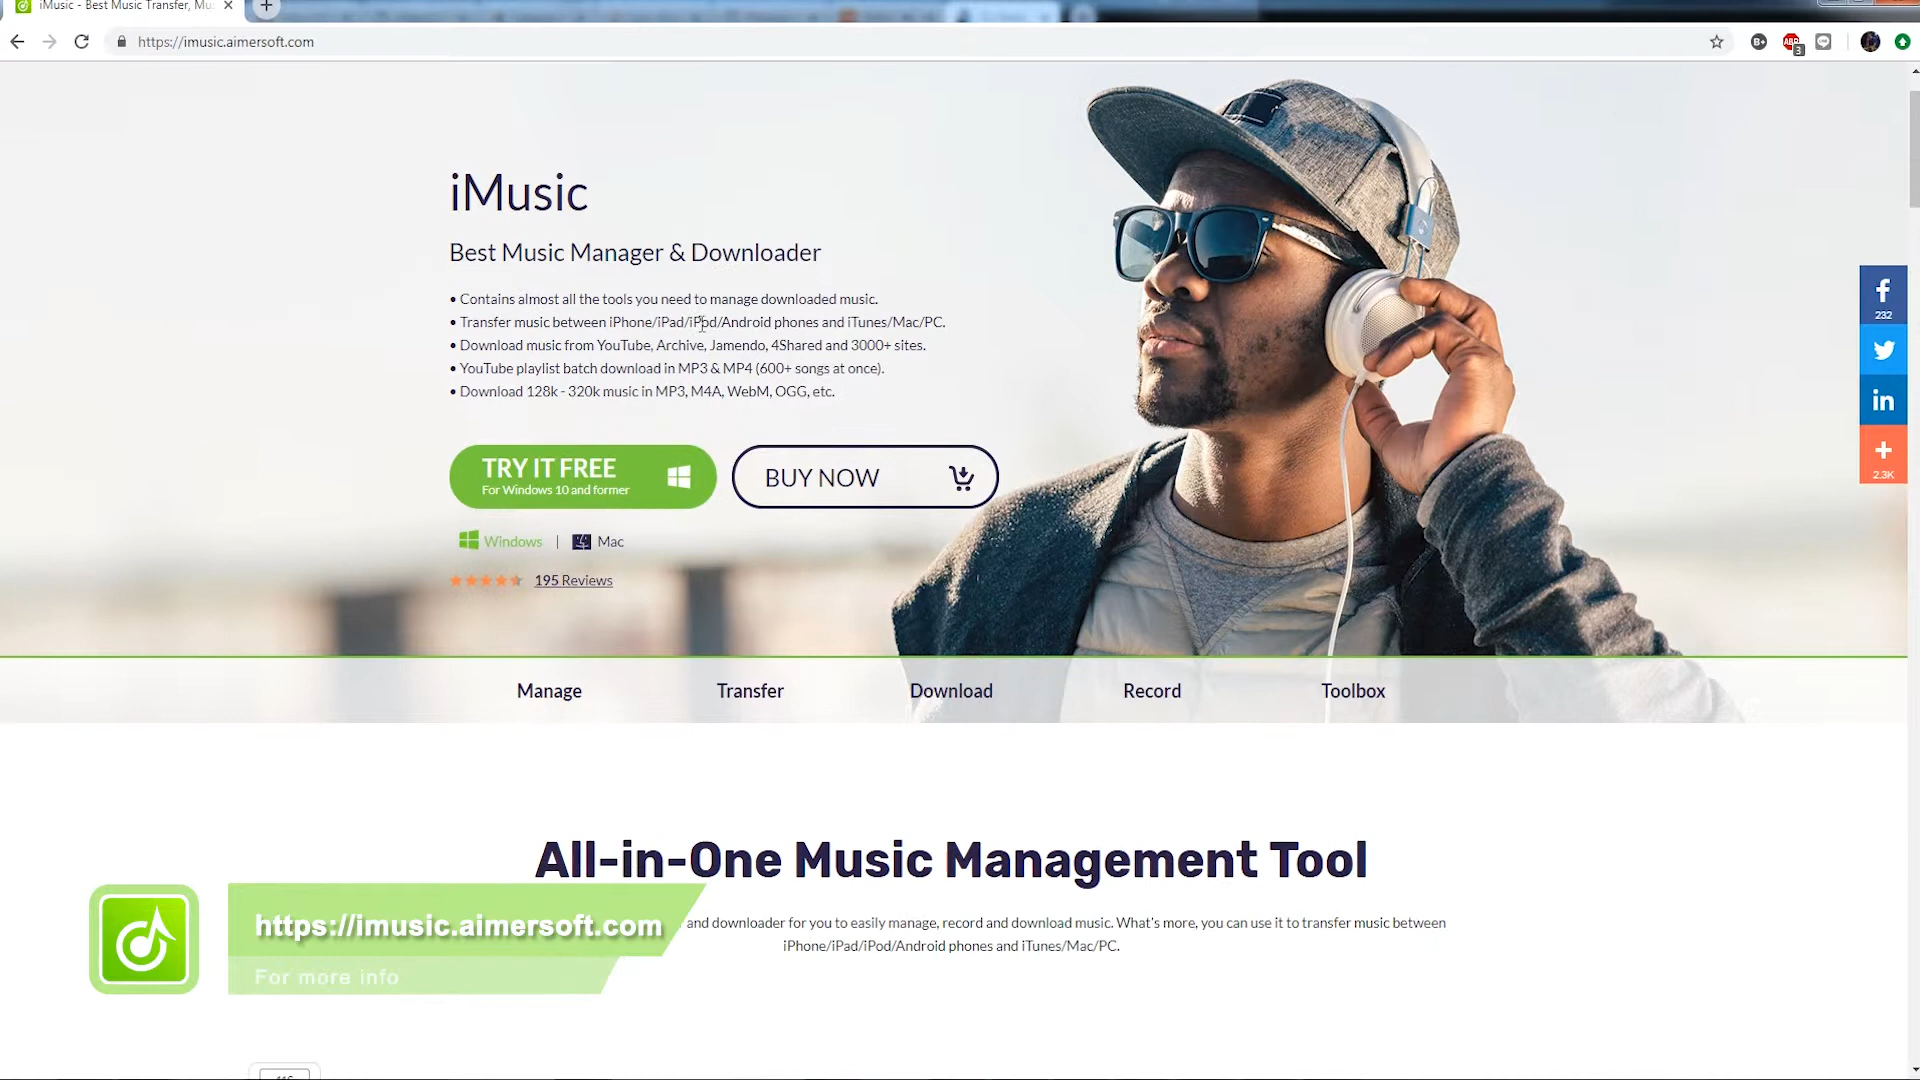 iMusic - Best Music Transfer, Mu
https://imusic.aimersoft.com
ABP
3
iMusic
Best Music Manager & Downloader
• Contains almost all the tools you need to manage downloaded music.
• Transfer music between iPhone/iPad/iPod/Android phones and iTunes/Mac/PC.
• Download music from YouTube, Archive, Jamendo, 4Shared and 3000+ sites.
• YouTube playlist batch download in MP3 & MP4 (600+ songs at once).
• Download 128k - 320k music in MP3, M4A, WebM, OGG, etc.
232
2.3K
TRY IT FREE
For Windows 10 and former
BUY NOW
Windows | Mac
195 Reviews
Manage Transfer Download Record Toolbox
All-in-One Music Management Tool
and downloader for you to easily manage, record and download music. What's more, you can use it to transfer music between
iPhone/iPad/iPod/Android phones and iTunes/Mac/PC.
https://imusic.aimersoft.com
For more info